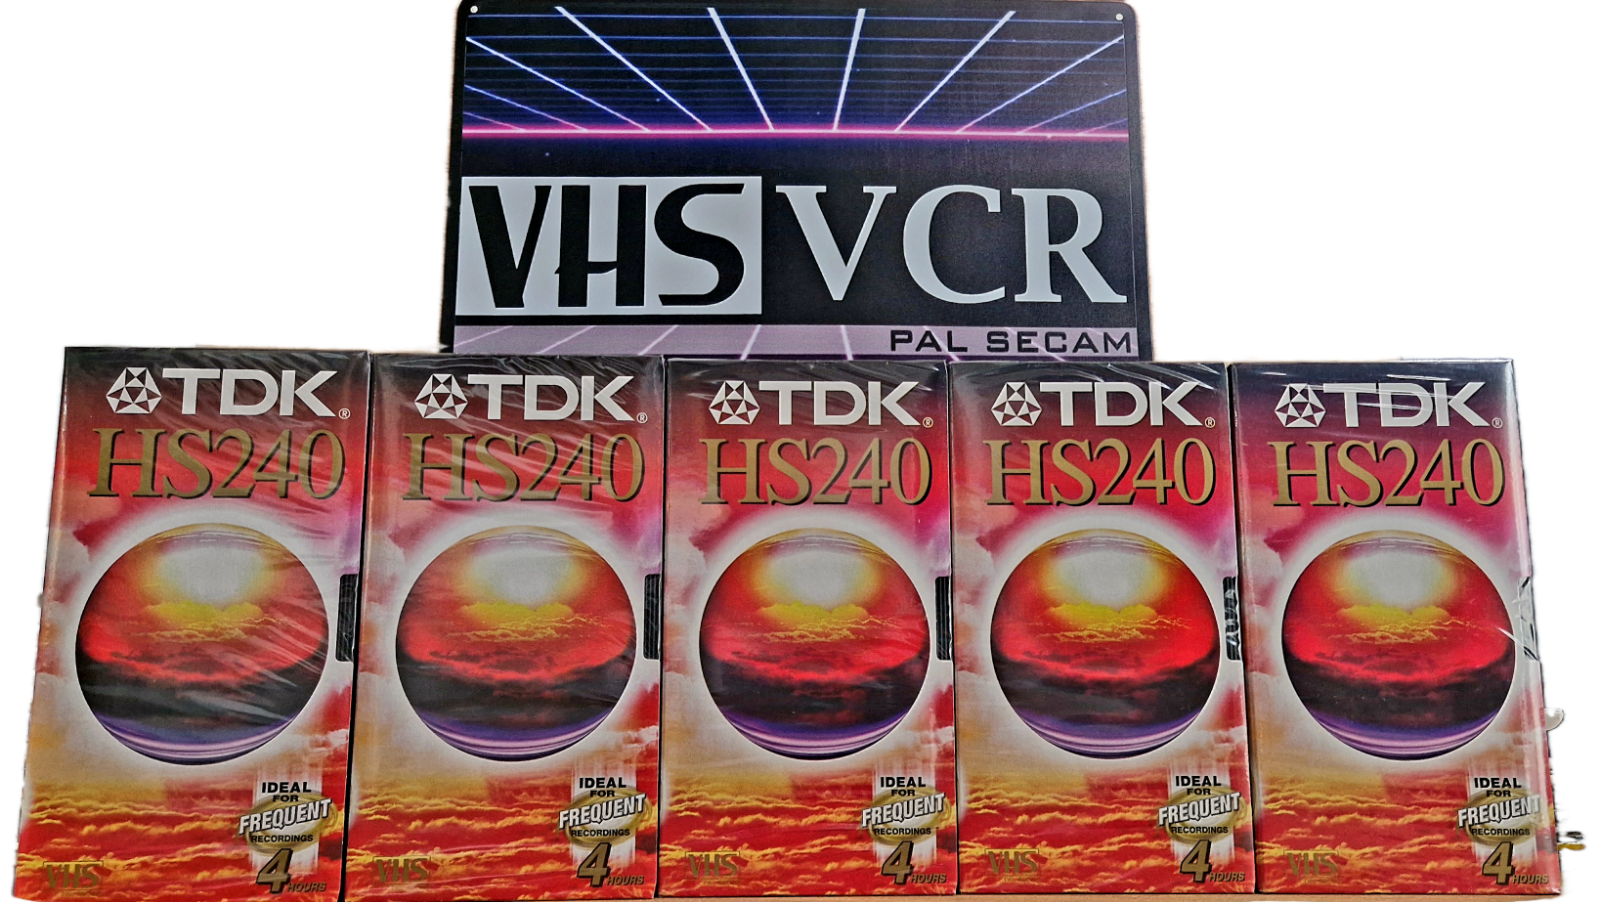 VHS VCR
PAL SECAM
TDK®
HS240
IDEAL
FOR
FREQUENT
RECORDINGS
4 HOURS
VHS
TDK®
HS240
IDEAL
FOR
FREQUENT
RECORDINGS
4 HOURS
VHS
TDK®
HS240
IDEAL
FOR
FREQUENT
RECORDINGS
4 HOURS
VHS
TDK®
HS240
IDEAL
FOR
FREQUENT
RECORDINGS
4 HOURS
VHS
TDK®
HS240
IDEAL
FOR
FREQUENT
RECORDINGS
4 HOURS
VHS